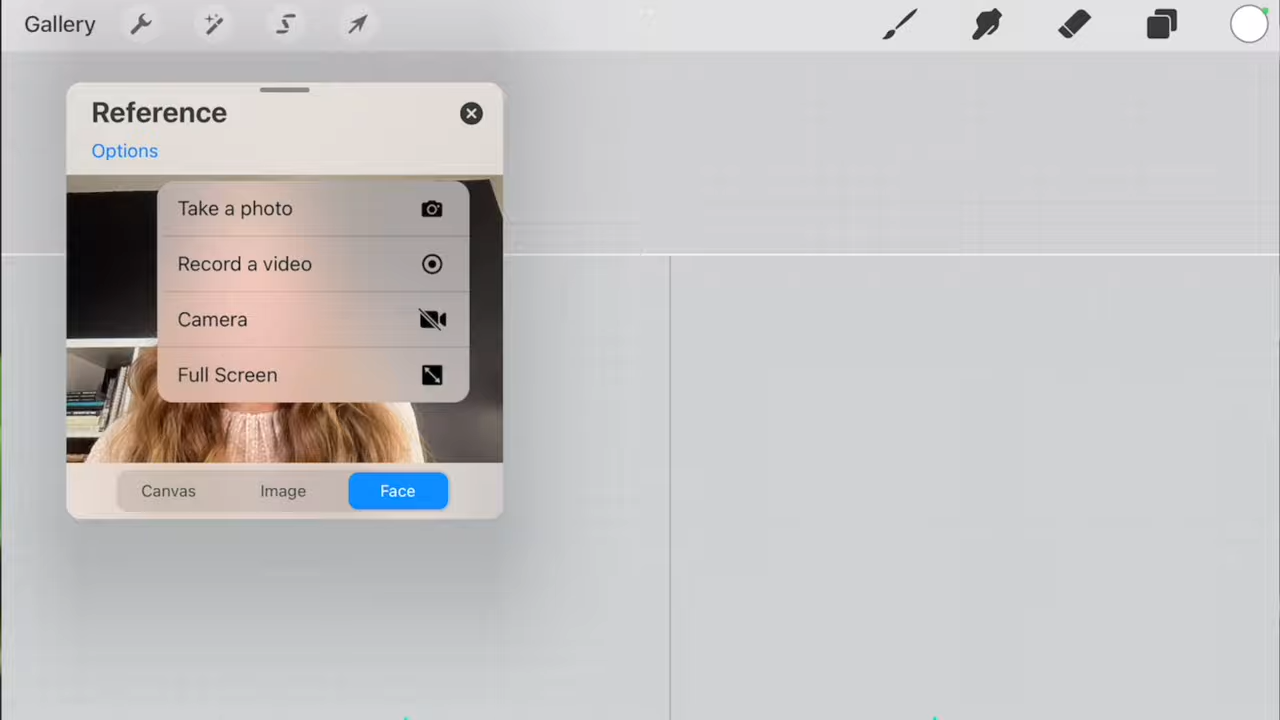 Gallery
Reference
Options
Take a photo
Record a video
Camera
Full Screen
Canvas Image Face